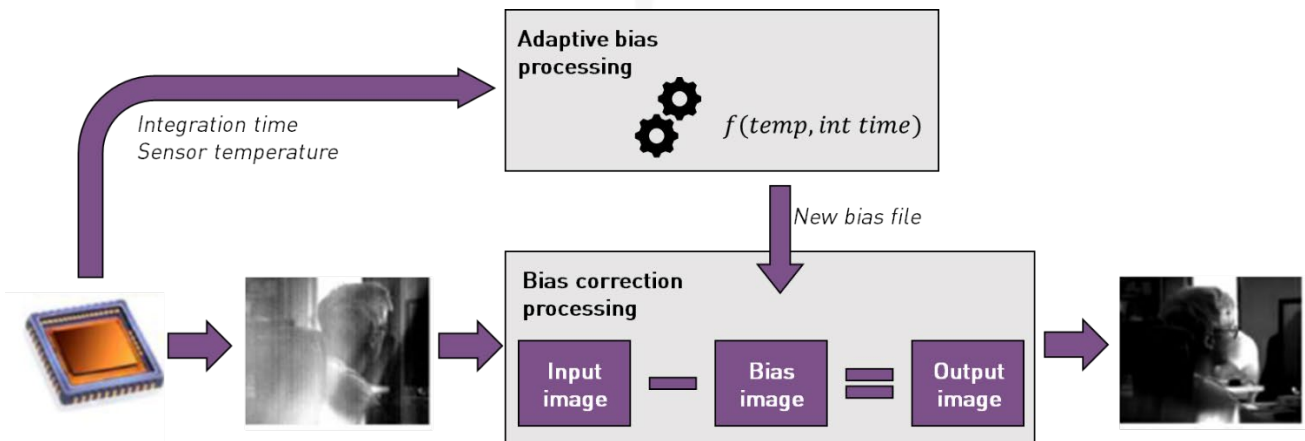 Adaptive bias
processing
f(temp, int time)
Integration time
Sensor temperature
New bias file
Bias correction
processing
Input
image
Bias
image
Output
image